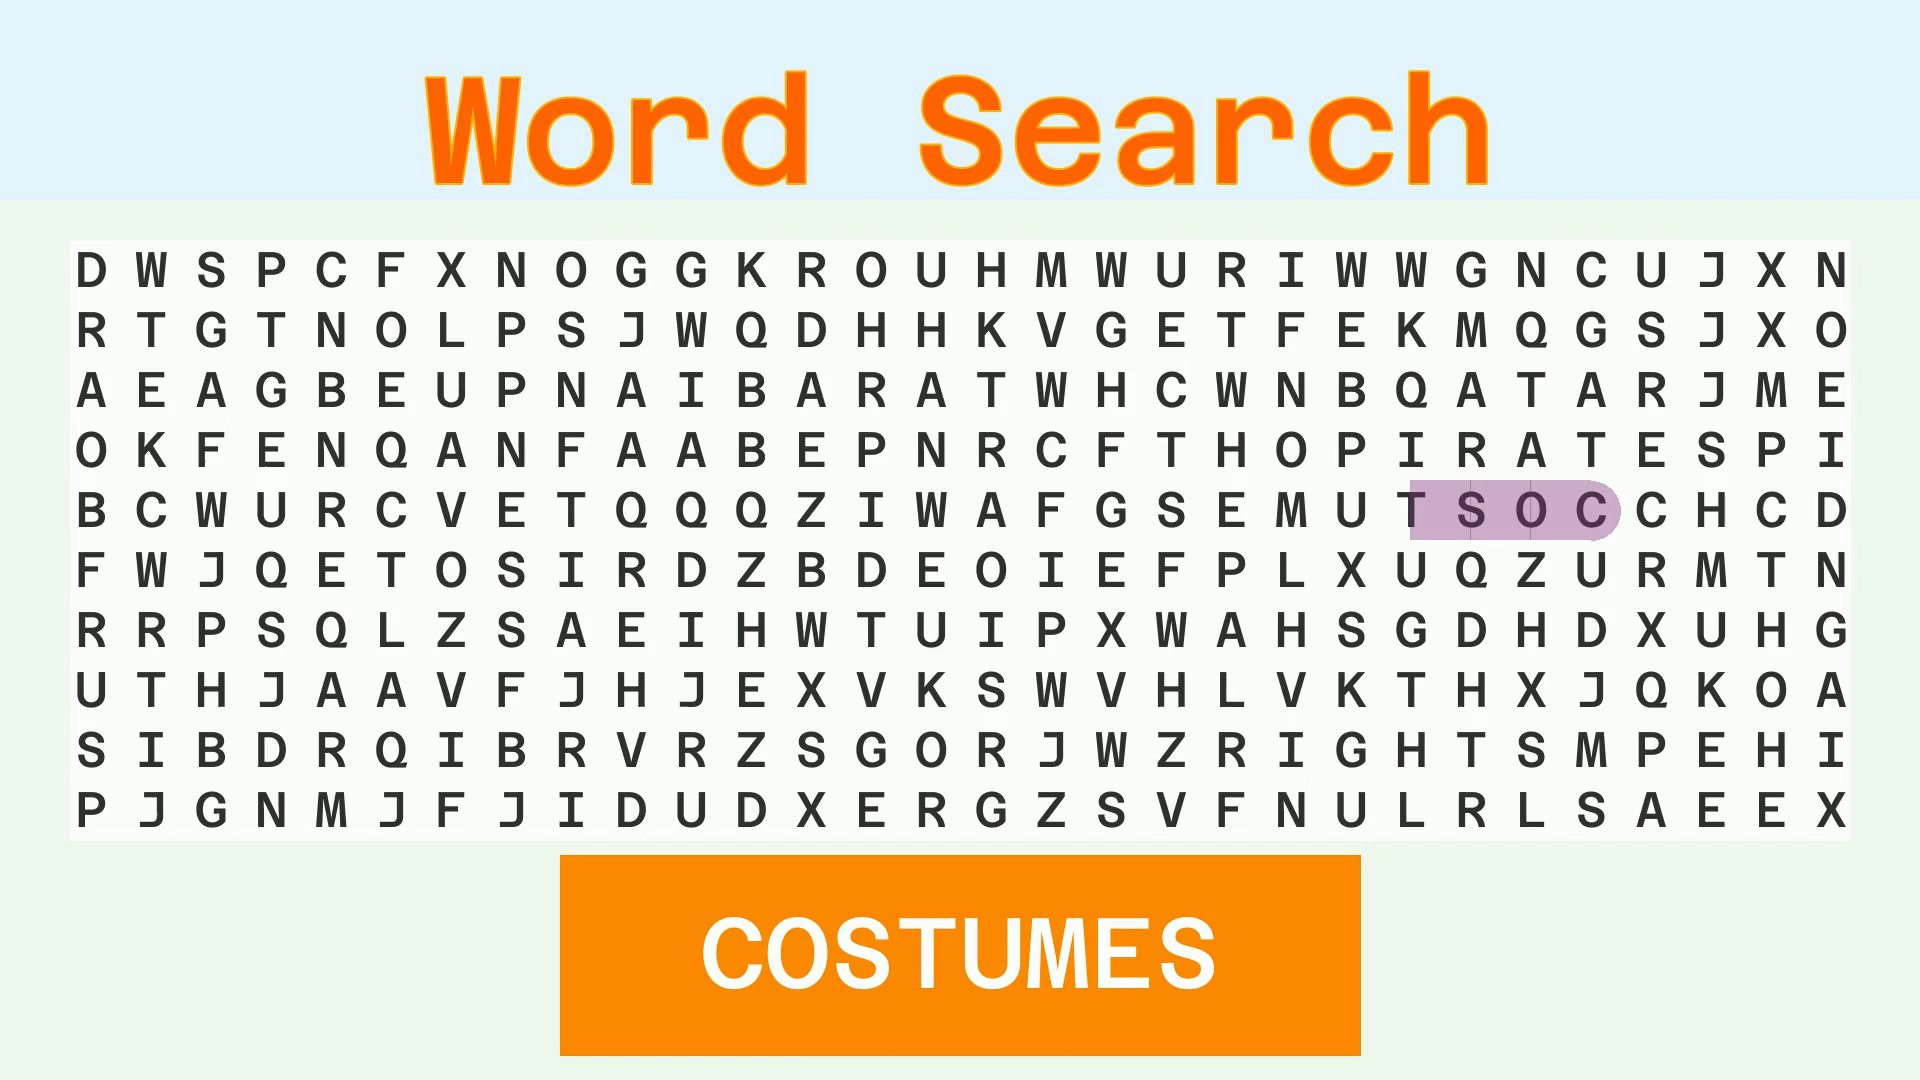 Word Search
D W S P C F X N O G G K R O U H M W U R I W W G N C U J X N
R T G T N O L P S J W Q D H H K V G E T F E K M Q G S J X O
A E A G B E U P N A I B A R A T W H C W N B Q A T A R J M E
O K F E N Q A N F A A B E P N R C F T H O P I R A T E S P I
B C W U R C V E T Q Q Q Z I W A F G S E M U T S O C C H C D
F W J Q E T O S I R D Z B D E O I E F P L X U Q Z U R M T N
R R P S Q L Z S A E I H W T U I P X W A H S G D H D X U H G
U T H J A A V F J H J E X V K S W V H L V K T H X J Q K O A
S I B D R Q I B R V R Z S G O R J W Z R I G H T S M P E H I
P J G N M J F J I D U D X E R G Z S V F N U L R L S A E E X
COSTUMES